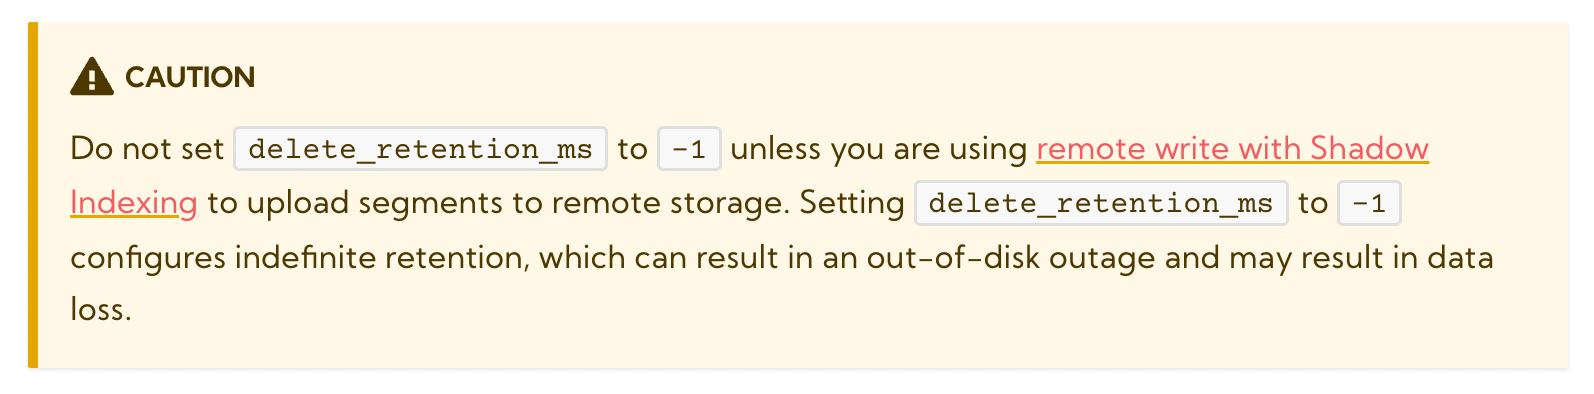 CAUTION
Do not set delete_retention_ms to -1 unless you are using remote write with Shadow
Indexing to upload segments to remote storage. Setting delete_retention_ms to -1
configures indefinite retention, which can result in an out-of-disk outage and may result in data
loss.